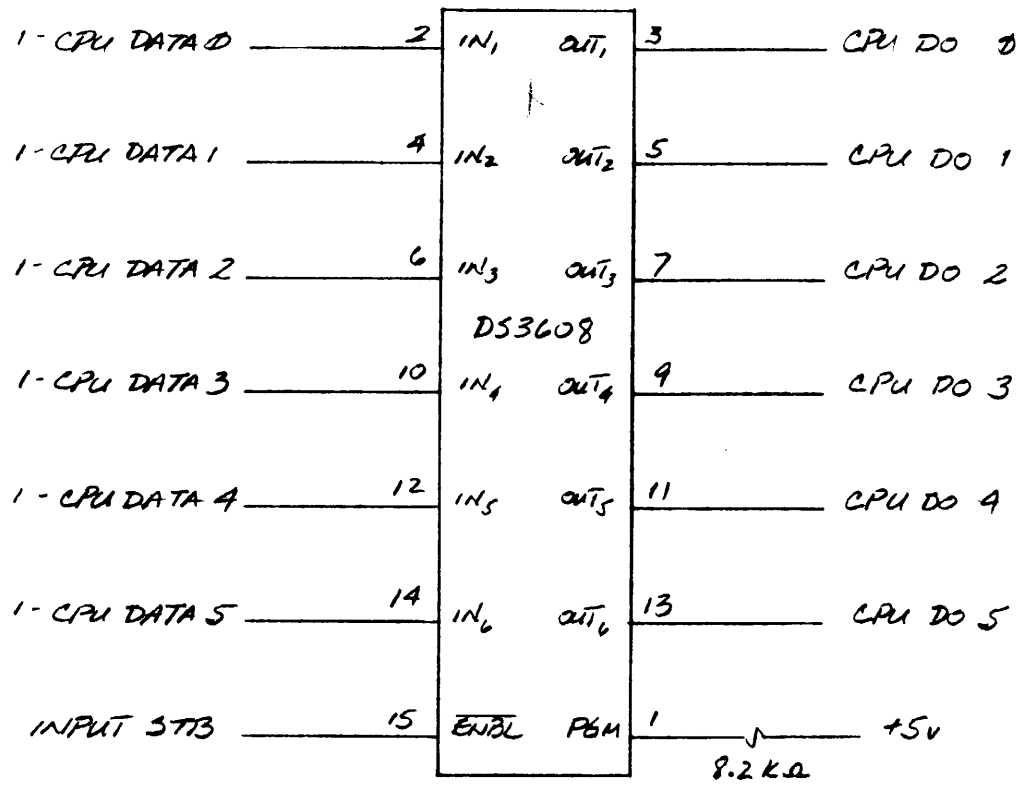 1-CPU DATA 0 2 IN1 OUT1 3 CPU DO 0
1-CPU DATA 1 4 IN2 OUT2 5 CPU DO 1
1-CPU DATA 2 6 IN3 OUT3 7 CPU DO 2
DS3608
1-CPU DATA 3 10 IN4 OUT4 9 CPU DO 3
1-CPU DATA 4 12 IN5 OUT5 11 CPU DO 4
1-CPU DATA 5 14 IN6 OUT6 13 CPU DO 5
INPUT STB 15 ENBL PGM 1 +5v
8.2 KΩ